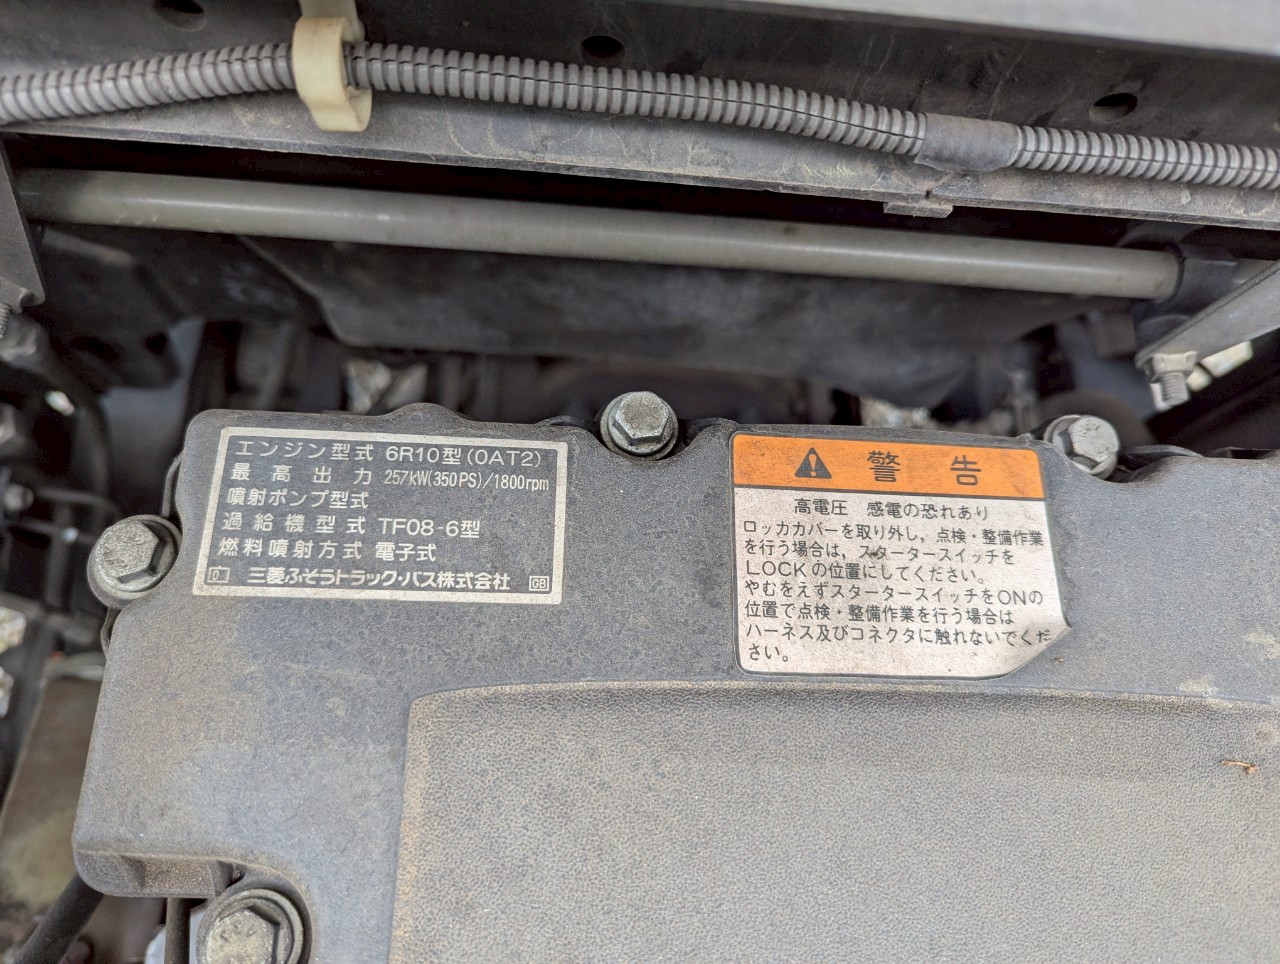 エンジン型式 6R10型(0AT2)
最高出力 257kW(350PS)/1800rpm
噴射ポンプ型式
過給機型式 TF08-6型
燃料噴射方式 電子式
0 三菱ふそうトラック・バス株式会社 GB
警告
高電圧 感電の恐れあり
ロッカカバーを取り外し，点検・整備作業
を行う場合は，スタータースイッチを
LOCKの位置にしてください。
やむをえずスタータースイッチをONの
位置で点検・整備作業を行う場合は
ハーネス及びコネクタに触れないでくだ
さい。